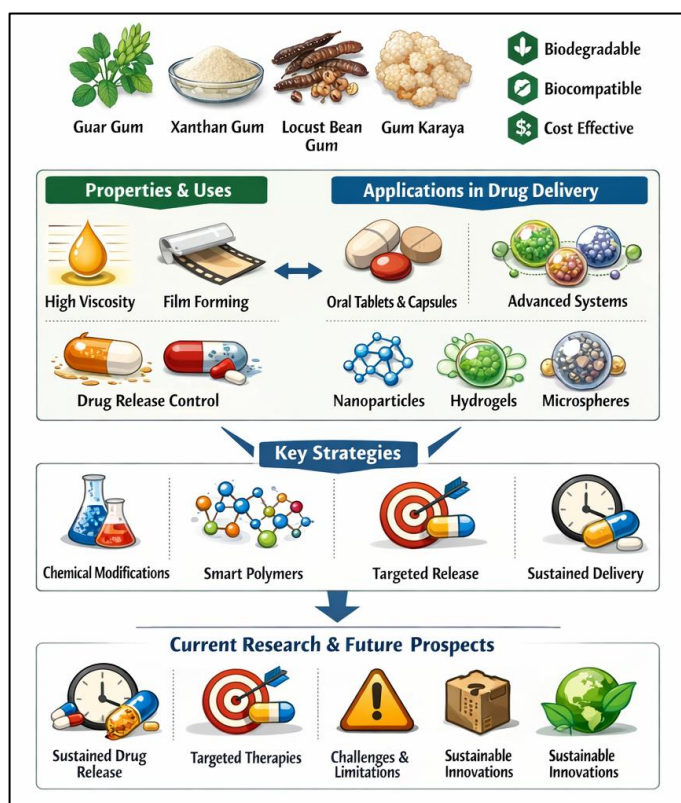 Guar Gum
Xanthan Gum
Locust Bean
Gum
Gum Karaya
Biodegradable
Biocompatible
$:
Cost Effective
Properties & Uses
Applications in Drug Delivery
High Viscosity
Film Forming
Oral Tablets & Capsules
Advanced Systems
Drug Release Control
Nanoparticles
Hydrogels
Microspheres
Key Strategies
Chemical Modifications
Smart Polymers
Targeted Release
Sustained Delivery
Current Research & Future Prospects
Sustained Drug
Release
Targeted Therapies
Challenges &
Limitations
Sustainable
Innovations
Sustainable
Innovations